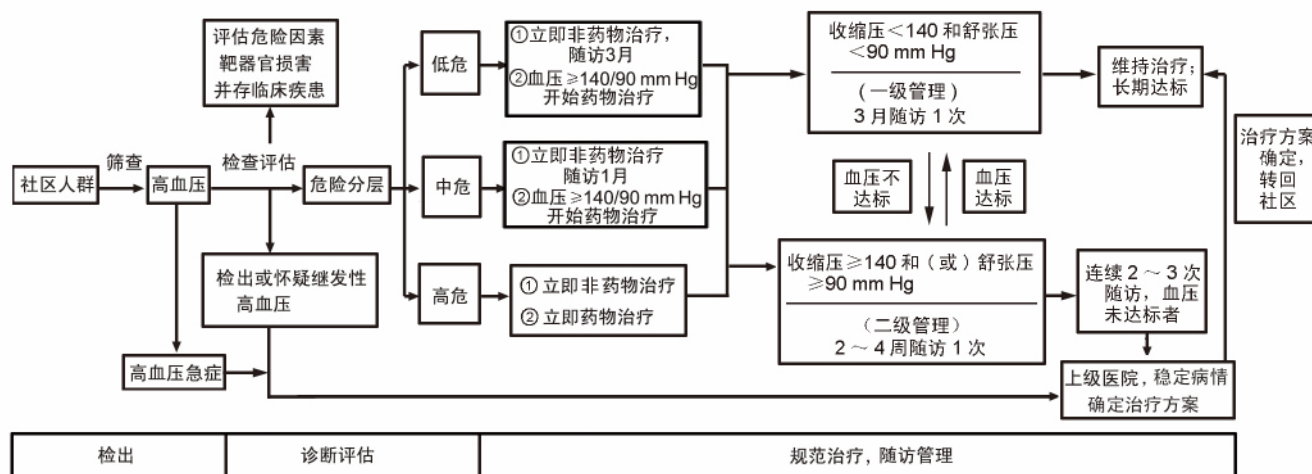 评估危险因素
靶器官损害
并存临床疾患
低危
①立即非药物治疗，
随访3月
②血压≥140/90 mm Hg
开始药物治疗
收缩压<140 和舒张压
<90 mm Hg
(一级管理)
3 月随访 1 次
维持治疗；
长期达标
社区人群
筛查
高血压
检查评估
危险分层
中危
①立即非药物治疗
随访1月
②血压≥140/90 mm Hg
开始药物治疗
血压不
达标
血压
达标
治疗方案
确定，
转回
社区
检出或怀疑继发性
高血压
高危
① 立即非药物治疗
② 立即药物治疗
收缩压≥140 和（或）舒张压
≥90 mm Hg
（二级管理）
2～4 周随访 1 次
连续 2～3 次
随访，血压
未达标者
高血压急症
上级医院，稳定病情
确定治疗方案
检出
诊断评估
规范治疗，随访管理